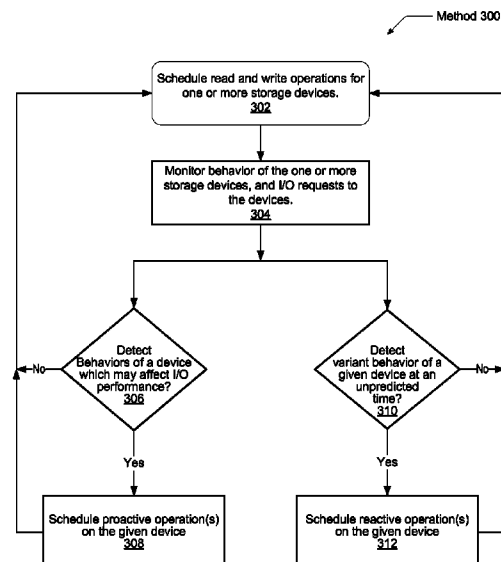 Method 300
Schedule read and write operations for
one or more storage devices.
302
Monitor behavior of the one or more
storage devices, and I/O requests to
the devices.
304
Detect
Behaviors of a device
which may affect I/O
performance?
306
No
Yes
Schedule proactive operation(s)
on the given device
308
Detect
variant behavior of a
given device at an
unpredicted
time?
310
No
Yes
Schedule reactive operation(s)
on the given device
312